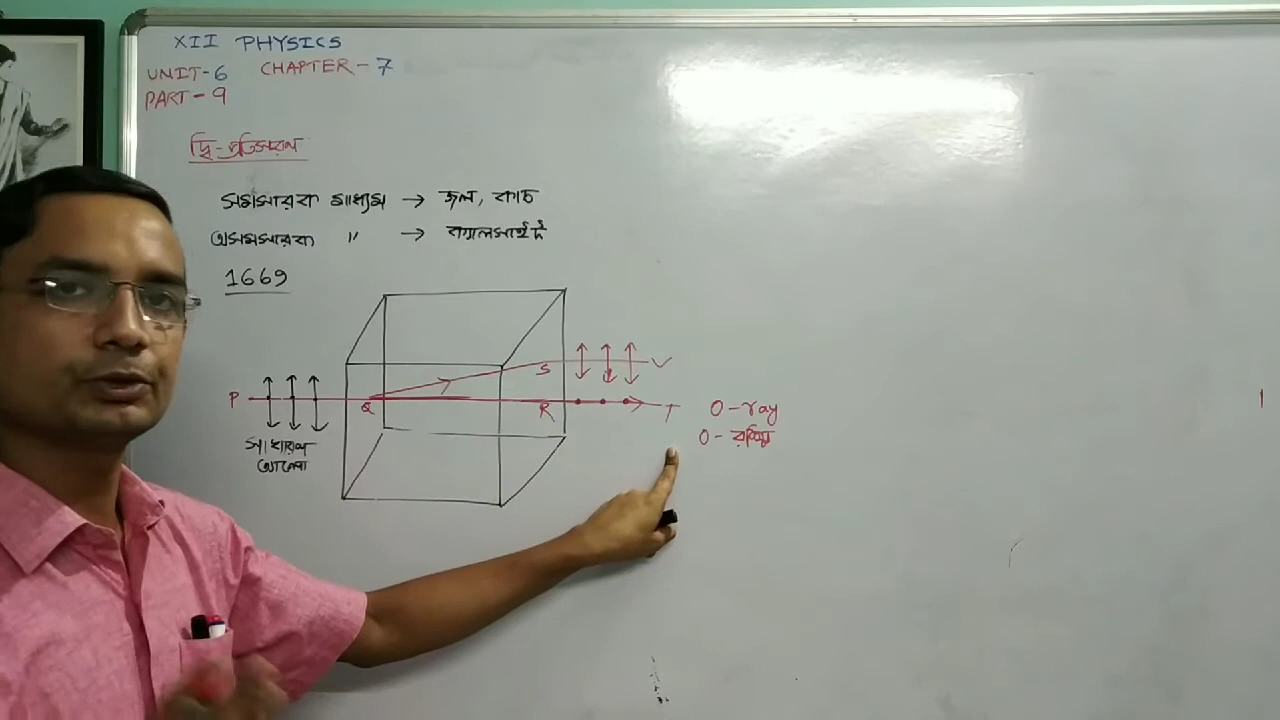 XII PHYSICS
UNIT-6 CHAPTER-7
PART-9
দ্বি-প্রতিসরণ
সমসারক মাধ্যম → জল, কাচ
অসমসারক " → ক্যালসাইট
1669
S V
P Q R T O-ray
O-রশ্মি
সাধারণ
আলো